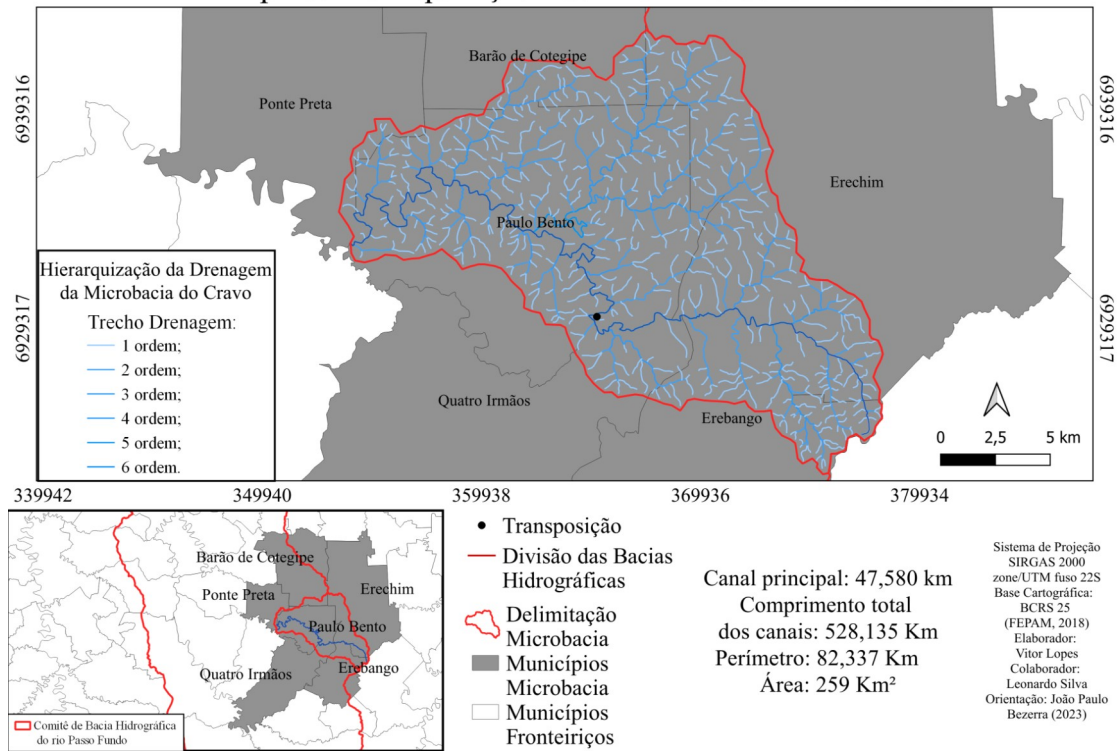 Barão de Cotegipe
Ponte Preta
Erechim
Paulo Bento
Quatro Irmãos
Erebango
6939316
6929317
6939316
6929317
Hierarquização da Drenagem
da Microbacia do Cravo
Trecho Drenagem:
1 ordem;
2 ordem;
3 ordem;
4 ordem;
5 ordem;
6 ordem.
0 2,5 5 km
339942 349940 359938 369936 379934
Barão de Cotegipe
Ponte Preta
Erechim
Paulo Bento
Quatro Irmãos
Erebango
Comitê de Bacia Hidrográfica
do rio Passo Fundo
Transposição
Divisão das Bacias
Hidrográficas
Delimitação
Microbacia
Municípios
Microbacia
Municípios
Fronteiriços
Canal principal: 47,580 km
Comprimento total
dos canais: 528,135 Km
Perímetro: 82,337 Km
Área: 259 Km²
Sistema de Projeção
SIRGAS 2000
zone/UTM fuso 22S
Base Cartográfica:
BCRS 25
(FEPAM, 2018)
Elaborador:
Vitor Lopes
Colaborador:
Leonardo Silva
Orientação: João Paulo
Bezerra (2023)